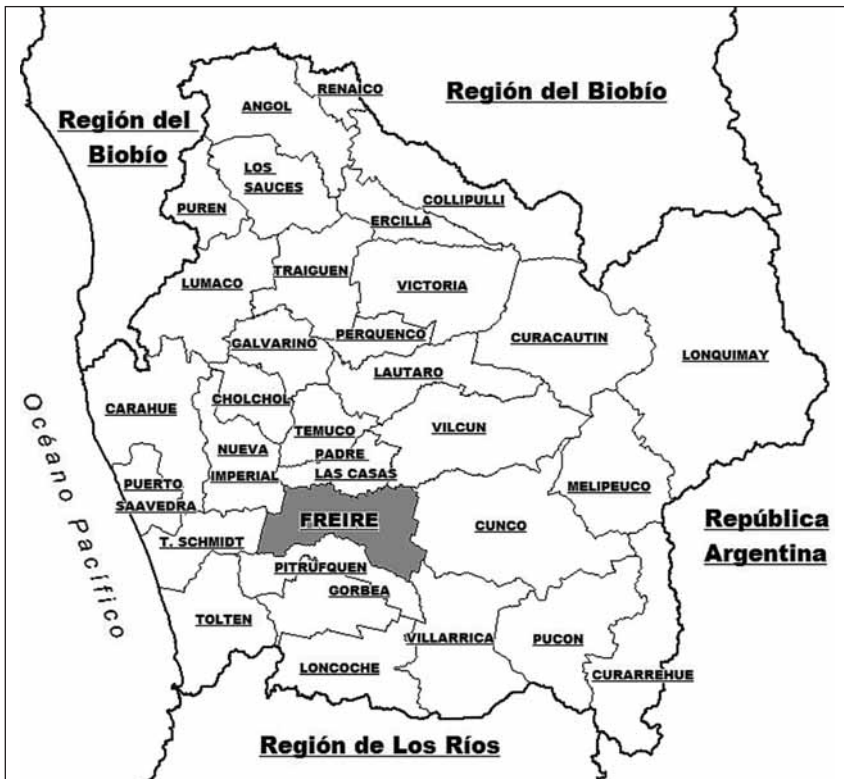 RENAICO
Región del Biobío
ANGOL
Región del
Biobío
LOS
SAUCES
COLLIPULLI
PUREN
ERCILLA
TRAIGUEN
LUMACO
VICTORIA
PERQUENCO
CURACAUTIN
GALVARINO
LONQUIMAY
LAUTARO
CHOLCHOL
CARAHUE
TEMUCO
VILCUN
NUEVA
IMPERIAL
PADRE
LAS CASAS
PUERTO
SAAVEDRA
MELIPEUCO
FREIRE
CUNCO
República
Argentina
T. SCHMIDT
Océano Pacífico
PITRUFQUEN
GORBEA
TOLTEN
VILLARRICA
PUCON
LONCOCHE
CURARREHUE
Región de Los Ríos